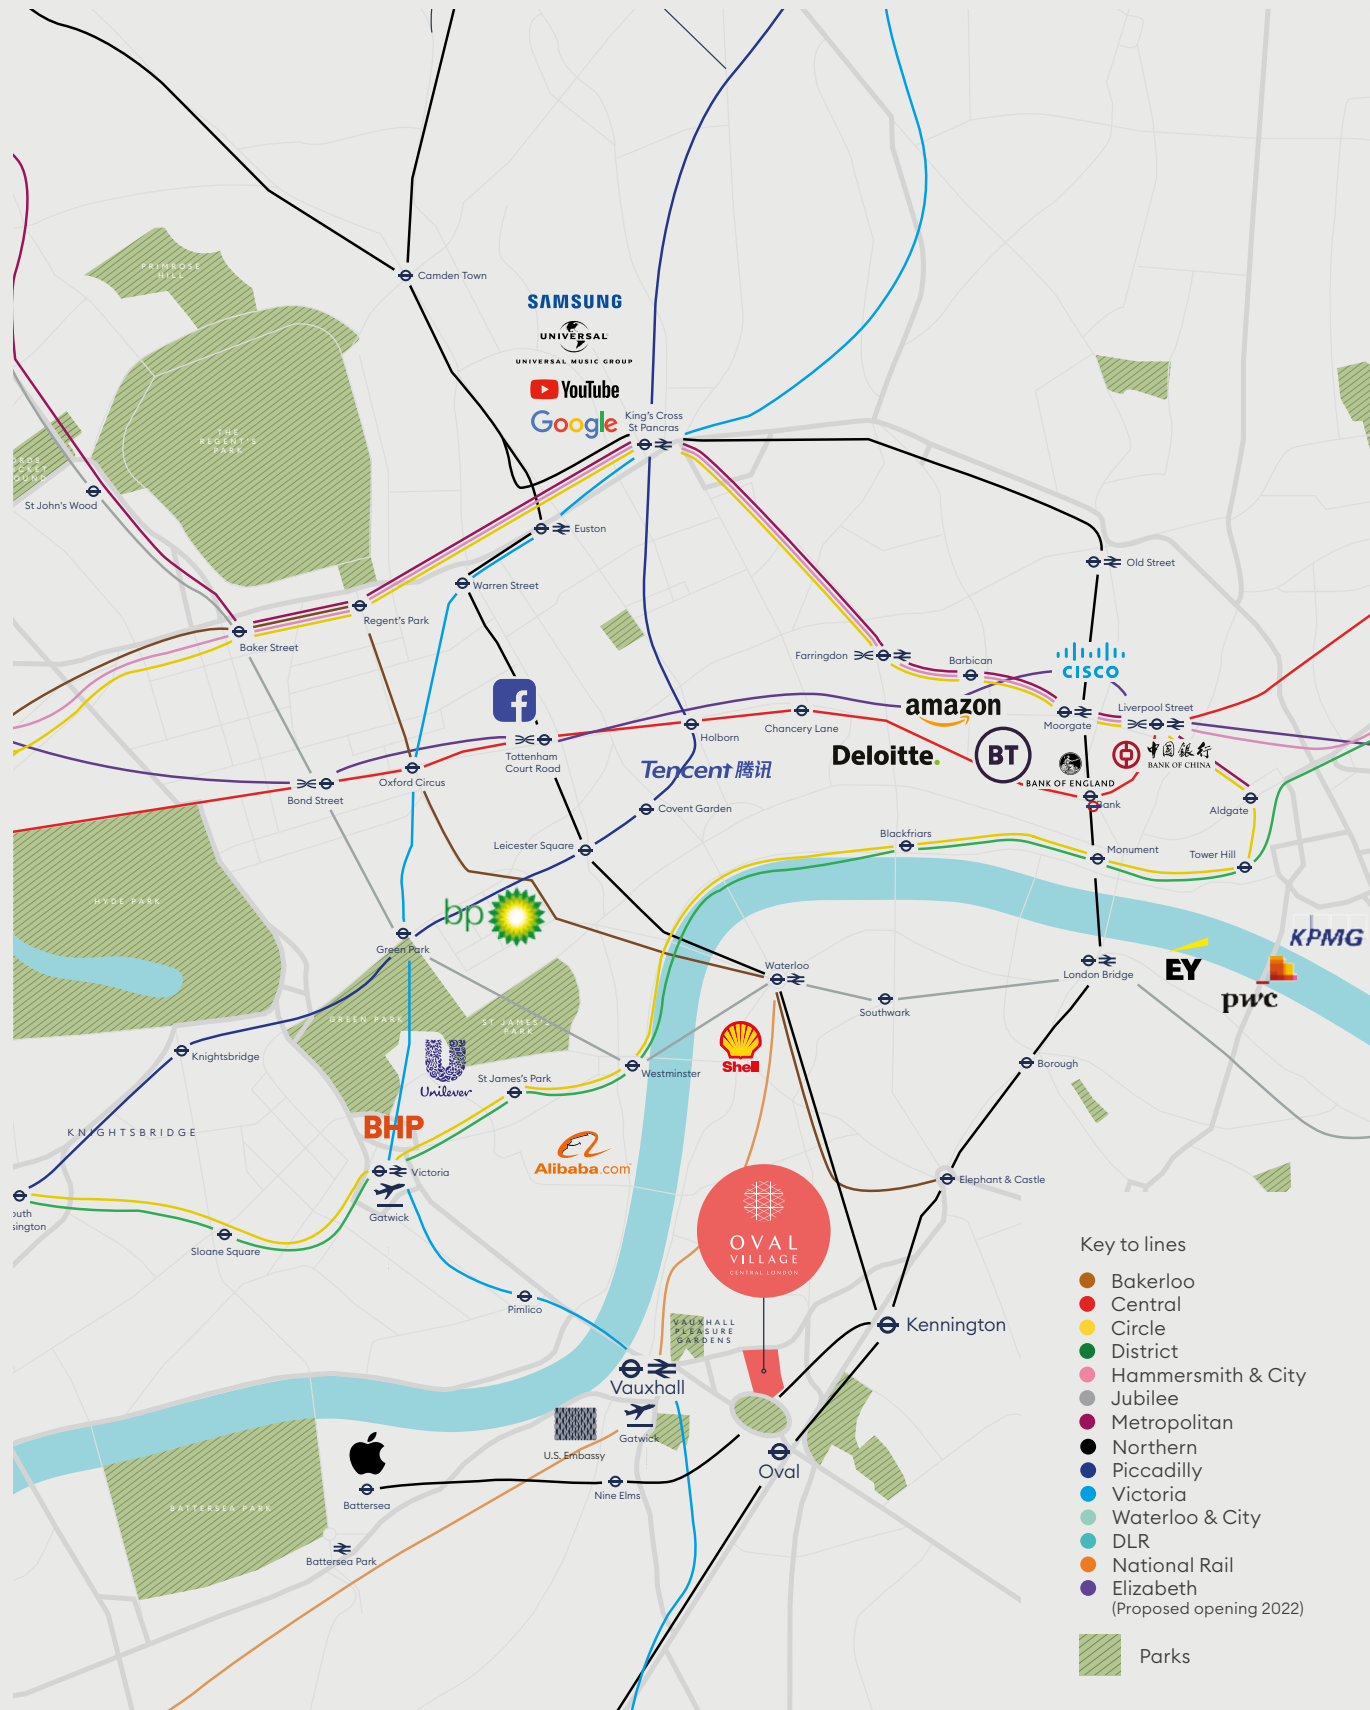 Camden Town
PRIMROSE
HILL
SAMSUNG
UNIVERSAL
UNIVERSAL MUSIC GROUP
YouTube
Google
King's Cross
St Pancras
THE
REGENT'S
PARK
St John's Wood
Euston
Old Street
Warren Street
Regent's Park
Baker Street
Farringdon
Barbican
CISCO
amazon
Liverpool Street
Moorgate
Chancery Lane
Holborn
Tottenham
Court Road
Deloitte.
BT
BANK OF ENGLAND
中国银行
BANK OF CHINA
Tencent 腾讯
Oxford Circus
Bond Street
Covent Garden
Bank
Aldgate
Leicester Square
Blackfriars
Monument
Tower Hill
HYDE PARK
bp
Green Park
KPMG
EY
pwc
Waterloo
London Bridge
Southwark
GREEN PARK
ST JAMES'
PARK
Knightsbridge
Unilever
St James's Park
Westminster
Shell
Borough
KNIGHTSBRIDGE
BHP
Victoria
Alibaba.com
Elephant & Castle
Gatwick
outh
sington
Sloane Square
OVAL
VILLAGE
CENTRAL LONDON
Pimlico
VAUXHALL
PLEASURE
GARDENS
Kennington
Vauxhall
U.S. Embassy
Gatwick
Oval
Battersea
Nine Elms
BATTERSEA PARK
Battersea Park
Key to lines
Bakerloo
Central
Circle
District
Hammersmith & City
Jubilee
Metropolitan
Northern
Piccadilly
Victoria
Waterloo & City
DLR
National Rail
Elizabeth
(Proposed opening 2022)
Parks